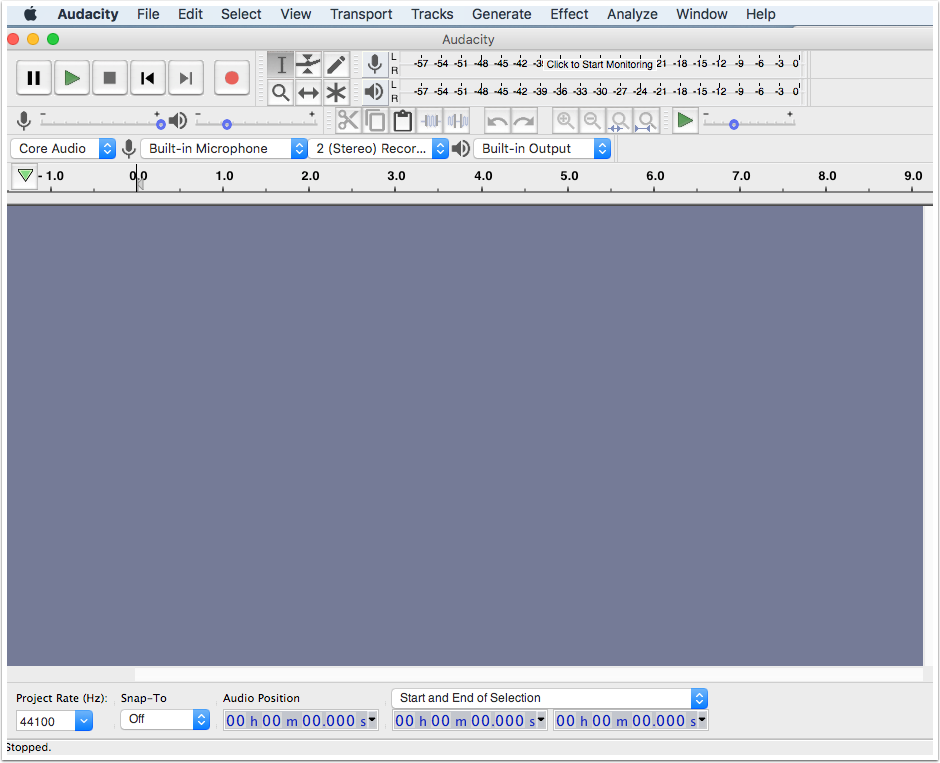 Audacity File Edit Select View Transport Tracks Generate Effect Analyze Window Help
Audacity
L
R
-57 -54 -51 -48 -45 -42 -3 Click to Start Monitoring 21 -18 -15 -12 -9 -6 -3 0
L
R
-57 -54 -51 -48 -45 -42 -39 -36 -33 -30 -27 -24 -21 -18 -15 -12 -9 -6 -3 0
- + - + - +
Core Audio Built-in Microphone 2 (Stereo) Recor... Built-in Output
- 1.0 0.0 1.0 2.0 3.0 4.0 5.0 6.0 7.0 8.0 9.0
Project Rate (Hz): Snap-To Audio Position Start and End of Selection
44100 Off 00 h 00 m 00.000 s 00 h 00 m 00.000 s 00 h 00 m 00.000 s
Stopped.